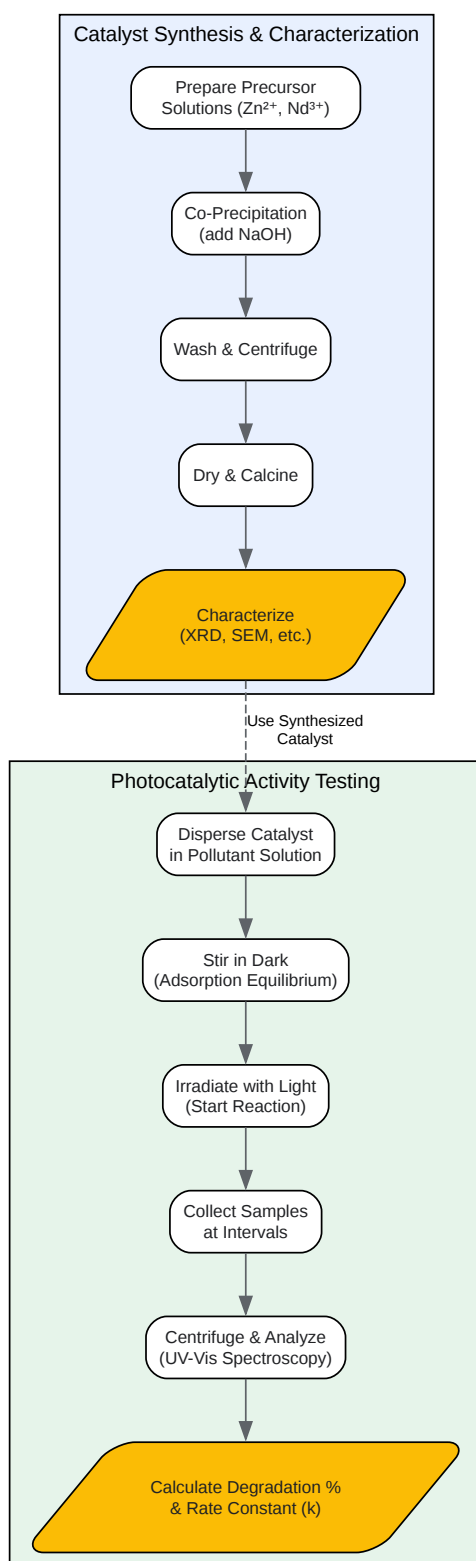 Catalyst Synthesis & Characterization
Prepare Precursor
Solutions (Zn²⁺, Nd³⁺)
Co-Precipitation
(add NaOH)
Wash & Centrifuge
Dry & Calcine
Characterize
(XRD, SEM, etc.)
Use Synthesized
Catalyst
Photocatalytic Activity Testing
Disperse Catalyst
in Pollutant Solution
Stir in Dark
(Adsorption Equilibrium)
Irradiate with Light
(Start Reaction)
Collect Samples
at Intervals
Centrifuge & Analyze
(UV-Vis Spectroscopy)
Calculate Degradation %
& Rate Constant (k)